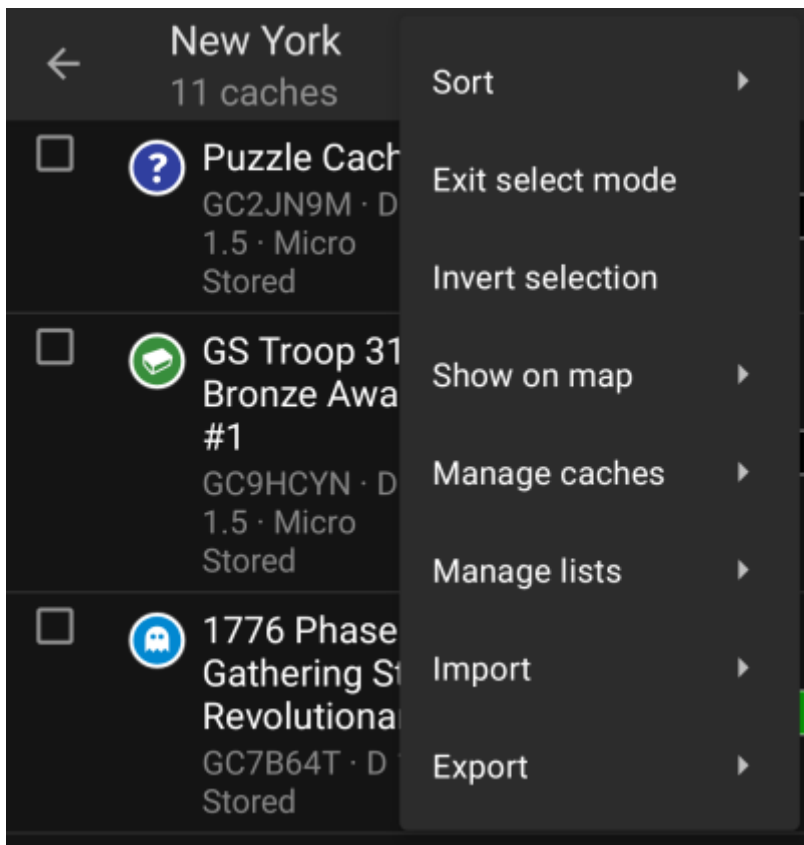 New York
11 caches
Puzzle Cach
GC2JN9M · D
1.5 · Micro
Stored
GS Troop 31
Bronze Awa
#1
GC9HCYN · D
1.5 · Micro
Stored
1776 Phase
Gathering St
Revolutiona
GC7B64T · D
Stored
Sort
Exit select mode
Invert selection
Show on map
Manage caches
Manage lists
Import
Export